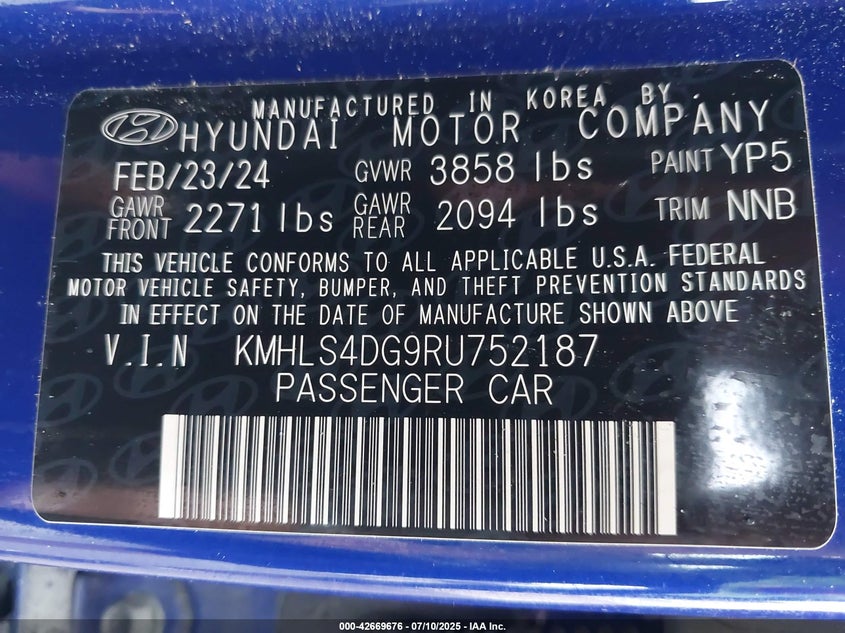 MANUFACTURED IN KOREA BY
HYUNDAI MOTOR COMPANY
FEB/23/24 GVWR 3858 lbs PAINT YP5
GAWR FRONT 2271 lbs GAWR REAR 2094 lbs TRIM NNB
THIS VEHICLE CONFORMS TO ALL APPLICABLE U.S.A. FEDERAL
MOTOR VEHICLE SAFETY, BUMPER, AND THEFT PREVENTION STANDARDS
IN EFFECT ON THE DATE OF MANUFACTURE SHOWN ABOVE
V.I.N KMHLS4DG9RU752187
PASSENGER CAR
000-42669676 - 07/10/2025 - IAA Inc.